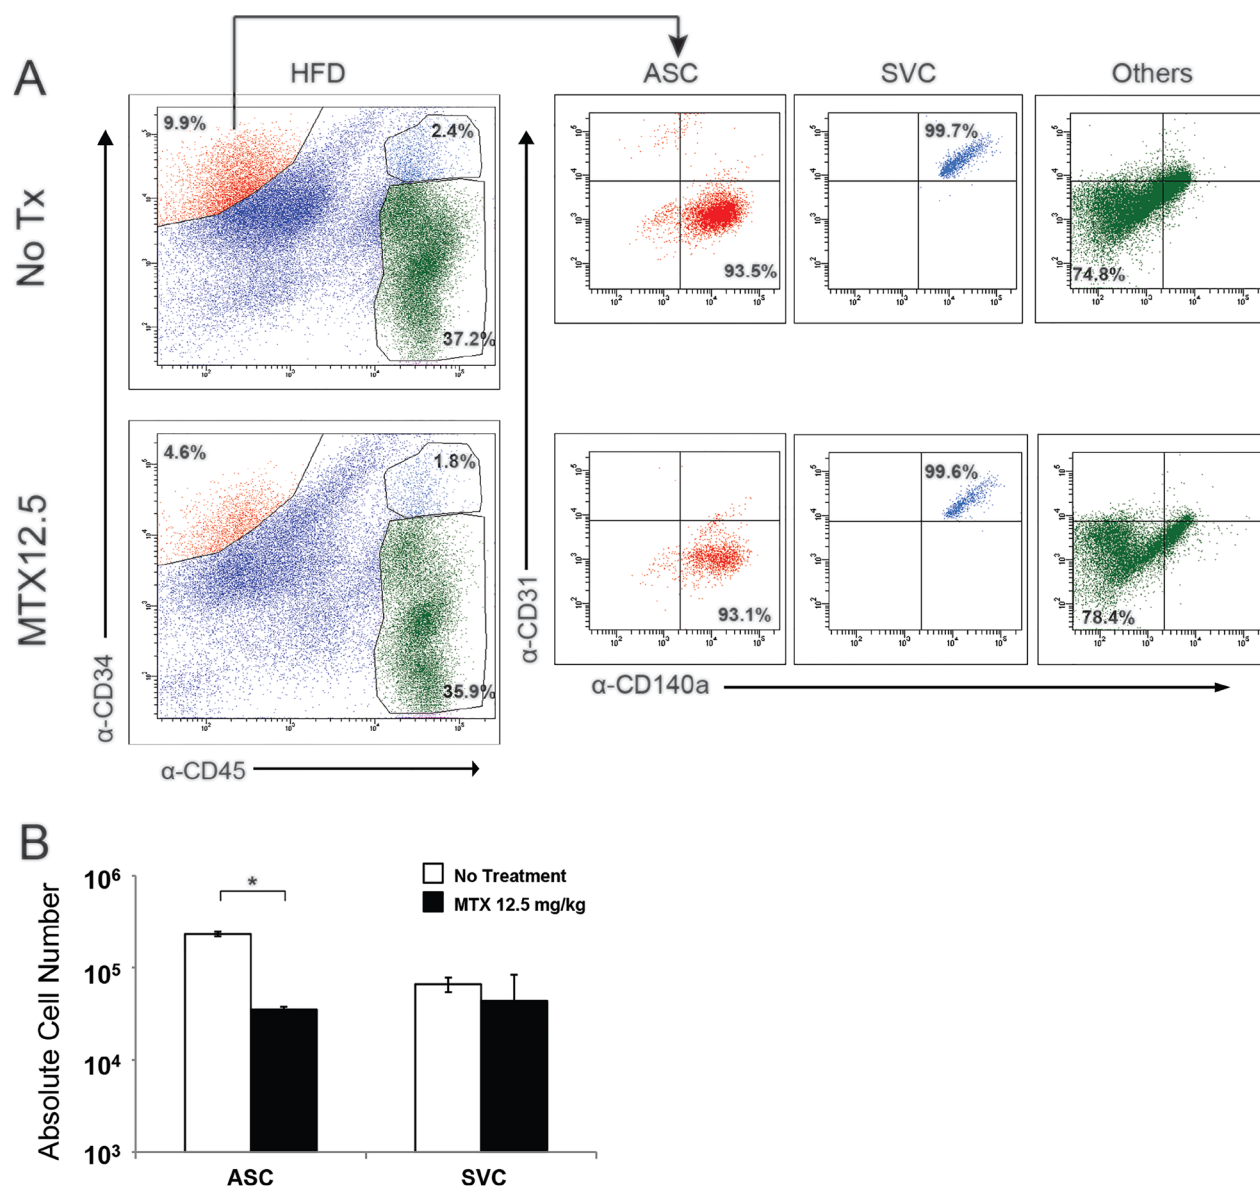 A
HFD
ASC
SVC
Others
No Tx
9.9%
2.4%
37.2%
93.5%
99.7%
74.8%
MTX12.5
4.6%
1.8%
35.9%
93.1%
99.6%
78.4%
α-CD34
α-CD45
α-CD31
α-CD140a
B
Absolute Cell Number
10⁶
10⁵
10⁴
10³
*
No Treatment
MTX 12.5 mg/kg
ASC
SVC